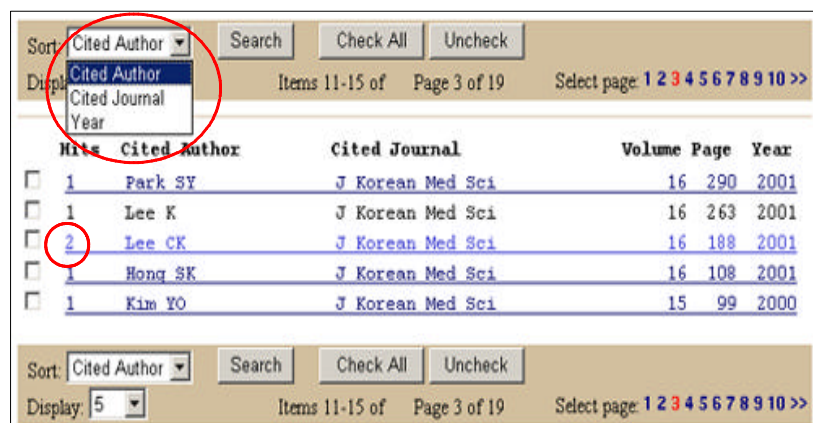 Sort: Cited Author Search Check All Uncheck
Cited Author
Displ Items 11-15 of Page 3 of 19 Select page: 1 2 3 4 5 6 7 8 9 10 >>
Cited Journal
Year
Hits Cited Author Cited Journal Volume Page Year
1 Park SY J Korean Med Sci 16 290 2001
1 Lee K J Korean Med Sci 16 263 2001
2 Lee CK J Korean Med Sci 16 188 2001
1 Hong SK J Korean Med Sci 16 108 2001
1 Kim YO J Korean Med Sci 15 99 2000
Sort: Cited Author Search Check All Uncheck
Display: 5 Items 11-15 of Page 3 of 19 Select page: 1 2 3 4 5 6 7 8 9 10 >>